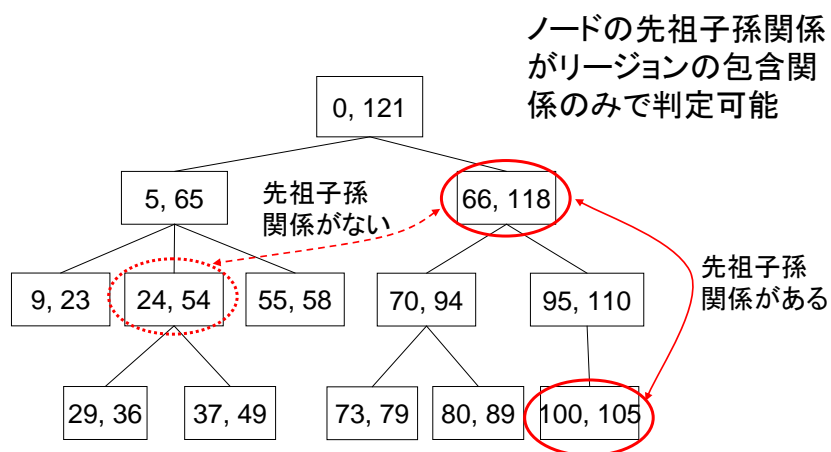 ノードの先祖子孫関係
がリージョンの包含関
係のみで判定可能
0, 121
5, 65
先祖子孫
関係がない
66, 118
9, 23
24, 54
55, 58
70, 94
95, 110
先祖子孫
関係がある
29, 36
37, 49
73, 79
80, 89
100, 105